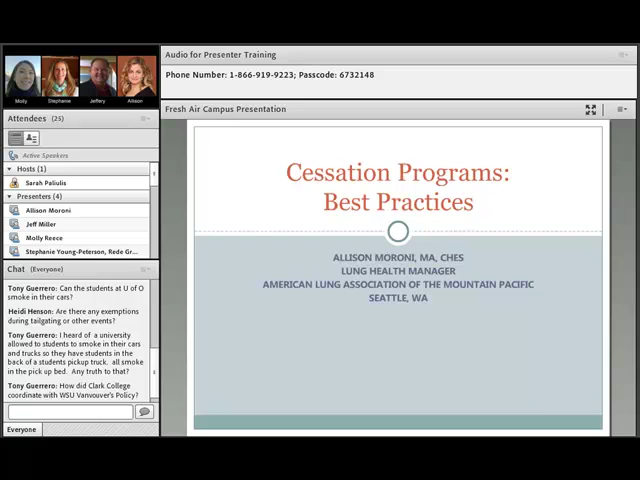 Audio for Presenter Training
Phone Number: 1-866-919-9223; Passcode: 6732148
Molly Stephanie Jeffery Allison
Attendees (25)
Active Speakers
Hosts (1)
Sarah Paliulis
Presenters (4)
Allison Moroni
Jeff Miller
Molly Reece
Stephanie Young-Peterson, Rede Gr...
Chat (Everyone)
Tony Guerrero: Can the students at U of O
smoke in their cars?
Heidi Henson: Are there any exemptions
during tailgating or other events?
Tony Guerrero: I heard of a university
allowed to students to smoke in their cars
and trucks so they have students in the
back of a students pickup truck. all smoke
in the pick up bed. Any truth to that?
Tony Guerrero: How did Clark College
coordinate with WSU Vanvouver's Policy?
Everyone
Fresh Air Campus Presentation
Cessation Programs:
Best Practices
ALLISON MORONI, MA, CHES
LUNG HEALTH MANAGER
AMERICAN LUNG ASSOCIATION OF THE MOUNTAIN PACIFIC
SEATTLE, WA